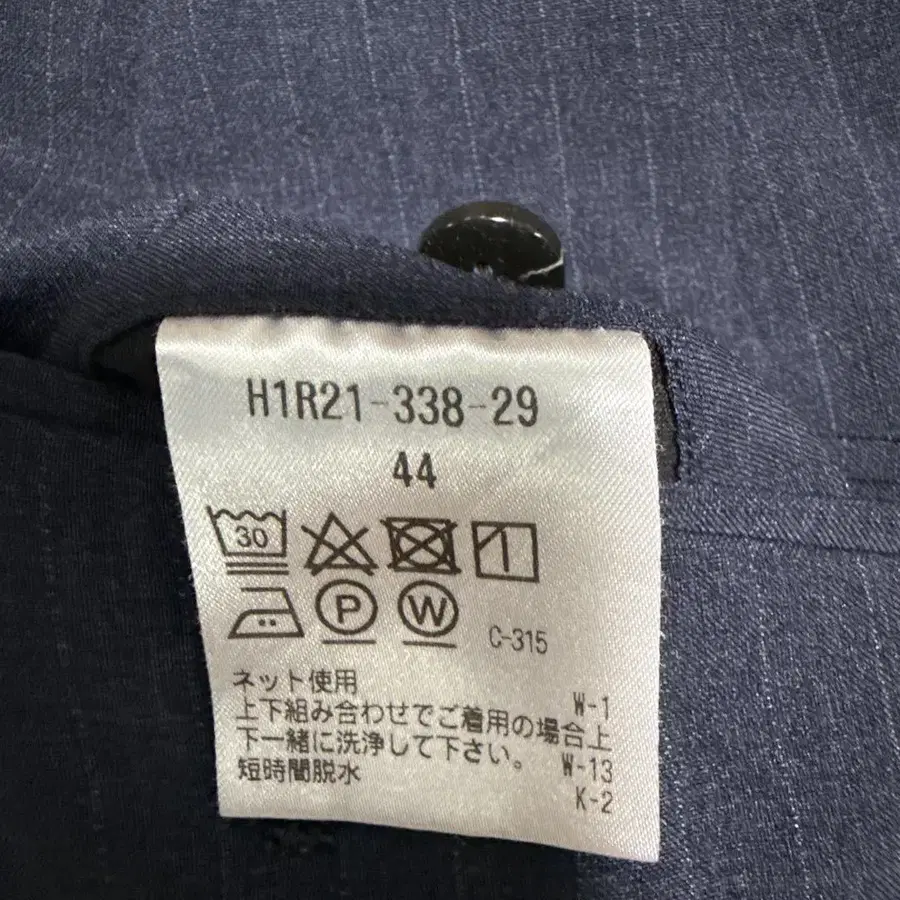 H1R21-338-29
44
30
P W C-315
ネット使用 W-1
上下組み合わせでご着用の場合上
下一緒に洗浄して下さい。 W-13
短時間脱水 K-2